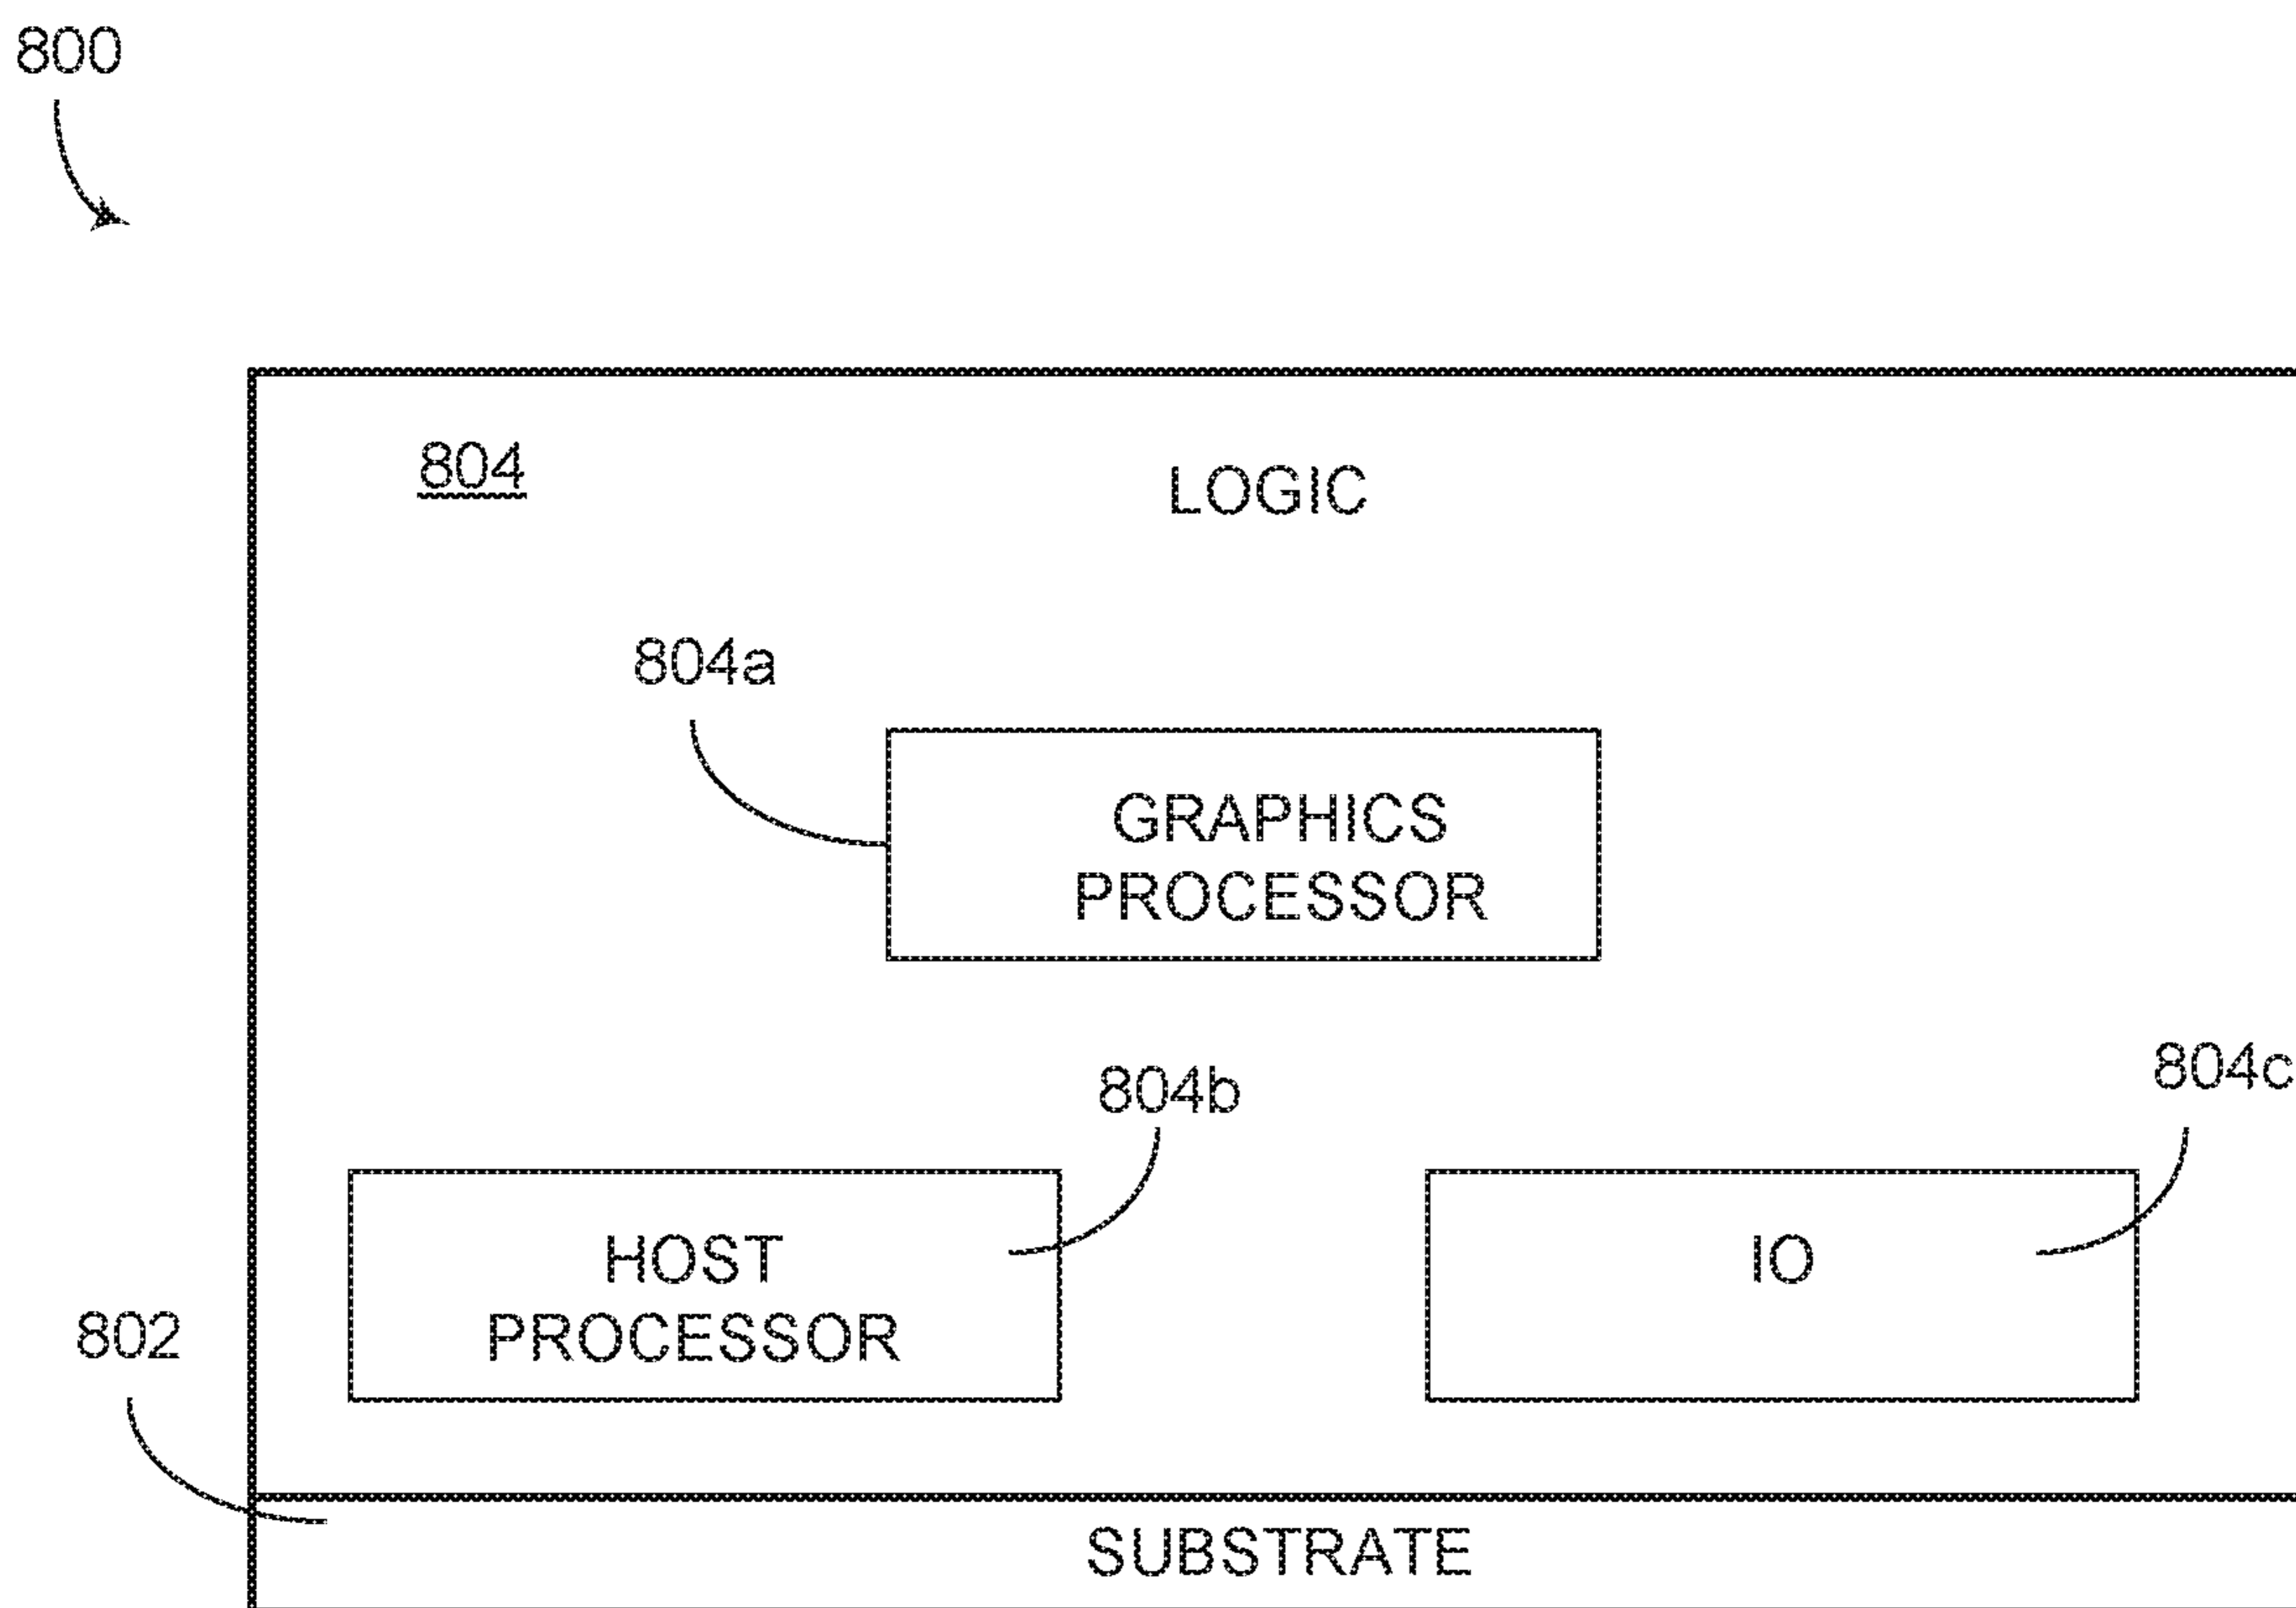 800
804
LOGIC
804a
GRAPHICS
PROCESSOR
804b
804c
HOST
PROCESSOR
IO
802
SUBSTRATE